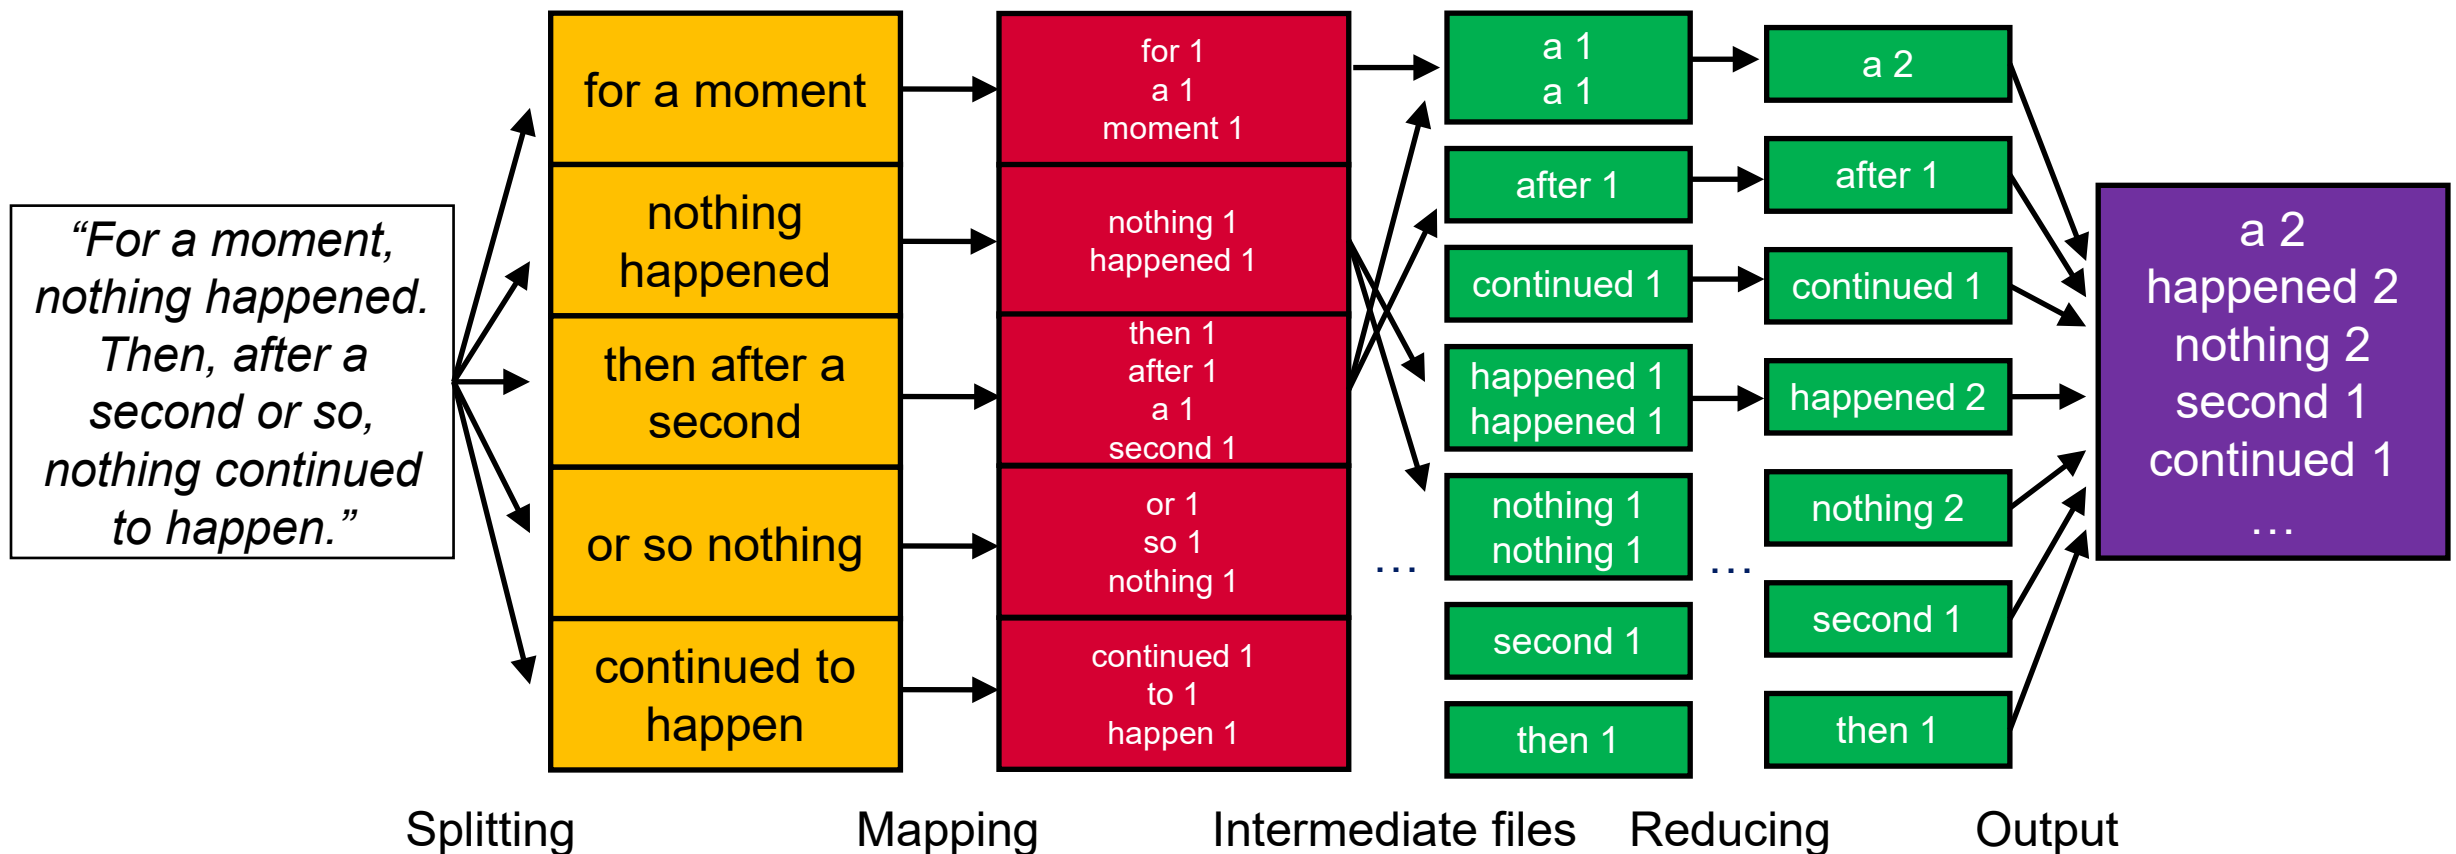 “For a moment,
nothing happened.
Then, after a
second or so,
nothing continued
to happen.”
for a moment
nothing
happened
then after a
second
or so nothing
continued to
happen
for 1
a 1
moment 1
nothing 1
happened 1
then 1
after 1
a 1
second 1
or 1
so 1
nothing 1
continued 1
to 1
happen 1
...
a 1
a 1
after 1
continued 1
happened 1
happened 1
nothing 1
nothing 1
second 1
then 1
...
a 2
after 1
continued 1
happened 2
nothing 2
second 1
then 1
a 2
happened 2
nothing 2
second 1
continued 1
...
Splitting
Mapping
Intermediate files
Reducing
Output